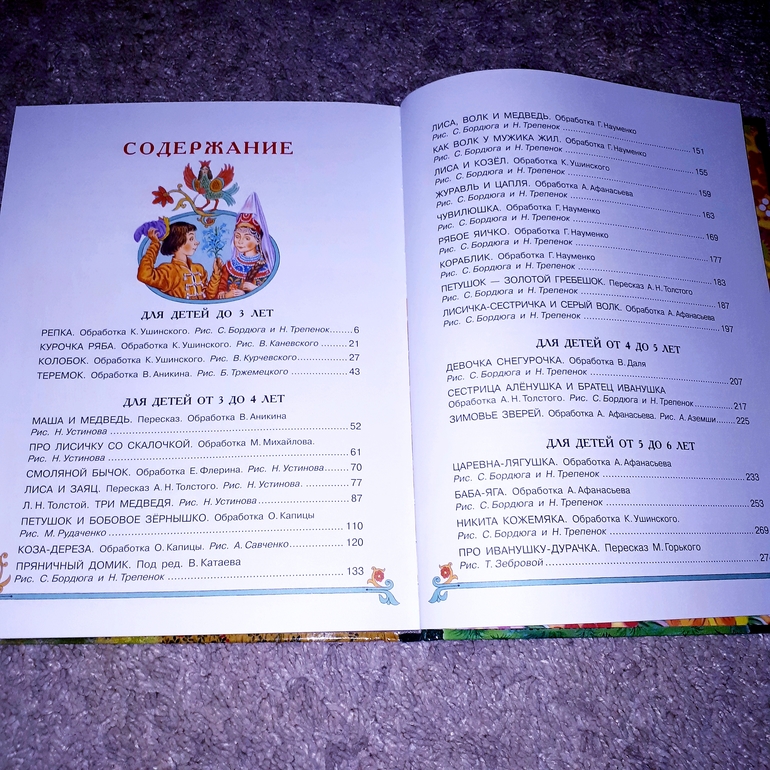 СОДЕРЖАНИЕ
ДЛЯ ДЕТЕЙ ДО 3 ЛЕТ
РЕПКА. Обработка К. Ушинского. Рис. С. Бордюга и Н. Трепенок.......6
КУРОЧКА РЯБА. Обработка К. Ушинского. Рис. В. Каневского ...............21
КОЛОБОК. Обработка К. Ушинского. Рис. В. Курчевского ......................27
ТЕРЕМОК. Обработка В. Аникина. Рис. Б. Тржемецкого ........................43
ДЛЯ ДЕТЕЙ ОТ 3 ДО 4 ЛЕТ
МАША И МЕДВЕДЬ. Пересказ. Обработка В. Аникина
Рис. Н. Устинова ...............52
ПРО ЛИСИЧКУ СО СКАЛОЧКОЙ. Обработка М. Михайлова.
Рис. Н. Устинова ...............61
СМОЛЯНОЙ БЫЧОК. Обработка Е. Флерина. Рис. Н. Устинова.......70
ЛИСА И ЗАЯЦ. Пересказ А. Н. Толстого. Рис. Н. Устинова .................77
Л. Н. Толстой. ТРИ МЕДВЕДЯ. Рис. Н. Устинова ...............87
ПЕТУШОК И БОБОВОЕ ЗЁРНЫШКО. Обработка О. Капицы
Рис. М. Рудаченко ...............110
КОЗА-ДЕРЕЗА. Обработка О. Капицы. Рис. А. Савченко ...............120
ПРЯНИЧНЫЙ ДОМИК. Под ред. В. Катаева
Рис. С. Бордюга и Н. Трепенок ...............133
ЛИСА, ВОЛК И МЕДВЕДЬ. Обработка Г. Науменко
Рис. С. Бордюга и Н. Трепенок ...............151
КАК ВОЛК У МУЖИКА ЖИЛ. Обработка Г. Науменко
Рис. С. Бордюга и Н. Трепенок ...............155
ЛИСА И КОЗЁЛ. Обработка К. Ушинского
Рис. С. Бордюга и Н. Трепенок ...............159
ЖУРАВЛЬ И ЦАПЛЯ. Обработка А. Афанасьева
Рис. С. Бордюга и Н. Трепенок ...............163
ЧУВИЛЮШКА. Обработка Г. Науменко
Рис. С. Бордюга и Н. Трепенок ...............169
РЯБОЕ ЯИЧКО. Обработка Г. Науменко
Рис. С. Бордюга и Н. Трепенок ...............177
КОРАБЛИК. Обработка Г. Науменко
Рис. С. Бордюга и Н. Трепенок ...............183
ПЕТУШОК — ЗОЛОТОЙ ГРЕБЕШОК. Пересказ А. Н. Толстого
Рис. С. Бордюга и Н. Трепенок ...............187
ЛИСИЧКА-СЕСТРИЧКА И СЕРЫЙ ВОЛК. Обработка А. Афанасьева
Рис. С. Бордюга и Н. Трепенок ...............197
ДЛЯ ДЕТЕЙ ОТ 4 ДО 5 ЛЕТ
ДЕВОЧКА СНЕГУРОЧКА. Обработка В. Даля
Рис. С. Бордюга и Н. Трепенок ...............207
СЕСТРИЦА АЛЁНУШКА И БРАТЕЦ ИВАНУШКА
Обработка А. Н. Толстого. Рис. С. Бордюга и Н. Трепенок ...............217
ЗИМОВЬЕ ЗВЕРЕЙ. Обработка А. Афанасьева. Рис. А. Аземши ..........225
ДЛЯ ДЕТЕЙ ОТ 5 ДО 6 ЛЕТ
ЦАРЕВНА-ЛЯГУШКА. Обработка А. Афанасьева
Рис. С. Бордюга и Н. Трепенок ...............233
БАБА-ЯГА. Обработка А. Афанасьева
Рис. С. Бордюга и Н. Трепенок ...............253
НИКИТА КОЖЕМЯКА. Обработка К. Ушинского.
Рис. С. Бордюга и Н. Трепенок ...............269
ПРО ИВАНУШКУ-ДУРАЧКА. Пересказ М. Горького
Рис. Т. Зебровой ...............